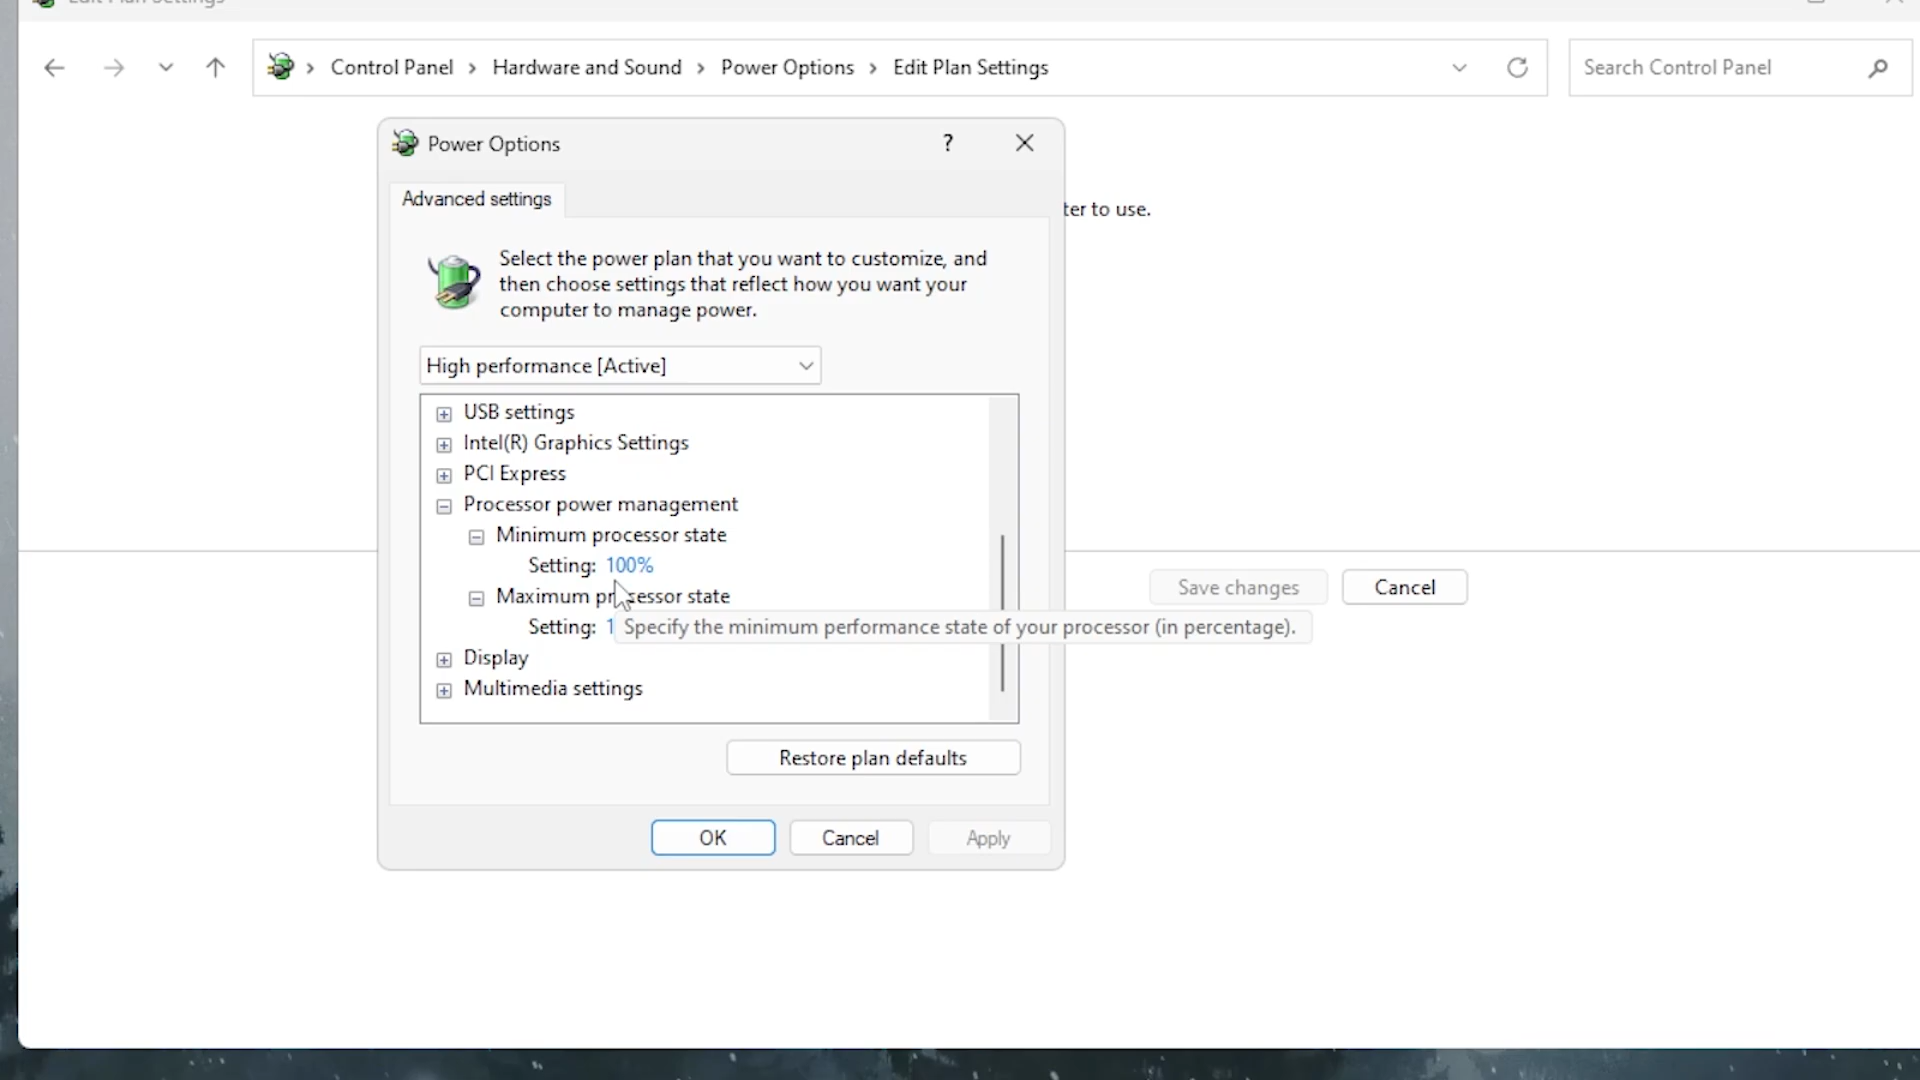 Edit Plan Settings
Control Panel > Hardware and Sound > Power Options > Edit Plan Settings
Search Control Panel
Power Options
?
Advanced settings
ter to use.
Select the power plan that you want to customize, and
then choose settings that reflect how you want your
computer to manage power.
High performance [Active]
USB settings
Intel(R) Graphics Settings
PCI Express
Processor power management
Minimum processor state
Setting: 100%
Maximum processor state
Setting: 1
Specify the minimum performance state of your processor (in percentage).
Display
Multimedia settings
Save changes
Cancel
Restore plan defaults
OK
Cancel
Apply